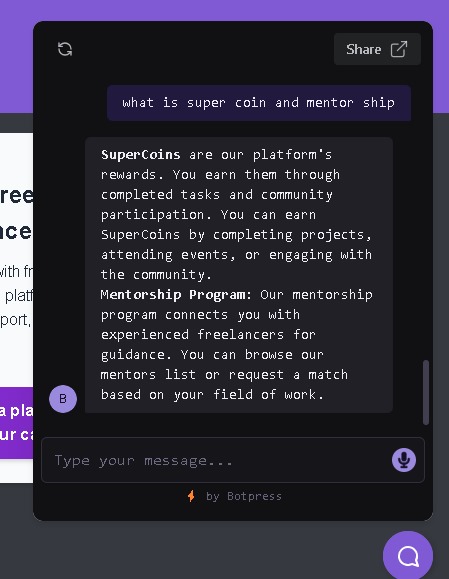 Share
what is super coin and mentor ship
SuperCoins are our platform's
rewards. You earn them through
completed tasks and community
participation. You can earn
SuperCoins by completing projects,
attending events, or engaging with
the community.
Mentorship Program: Our mentorship
program connects you with
experienced freelancers for
guidance. You can browse our
mentors list or request a match
based on your field of work.
B
Type your message...
by Botpress
ree
nce
with fr
platf
port,
a pla
ur ca